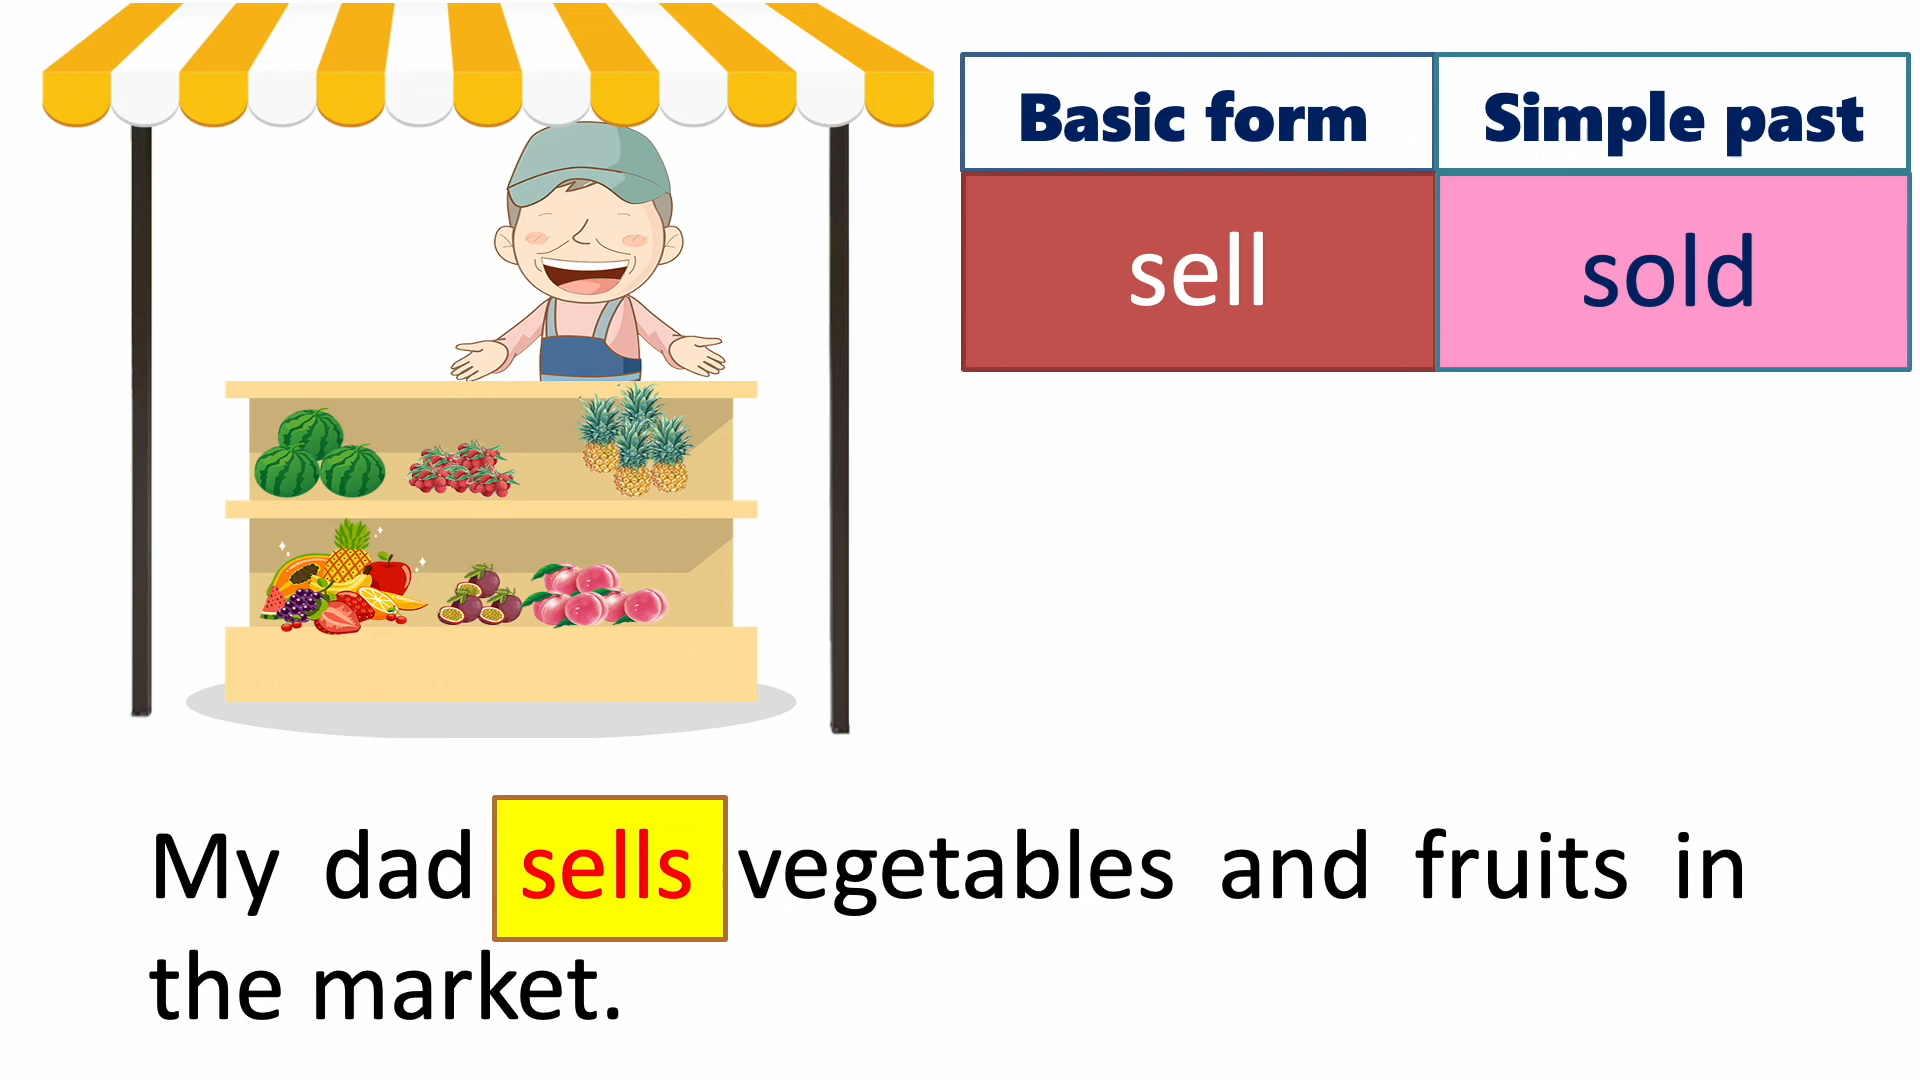 Basic form
Simple past
sell
sold
My dad sells vegetables and fruits in
the market.